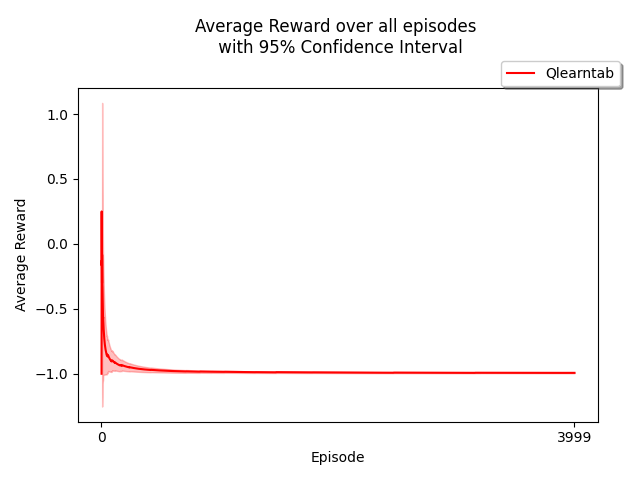 Average Reward over all episodes
with 95% Confidence Interval
Qlearntab
1.0
0.5
0.0
−0.5
−1.0
Average Reward
0
3999
Episode